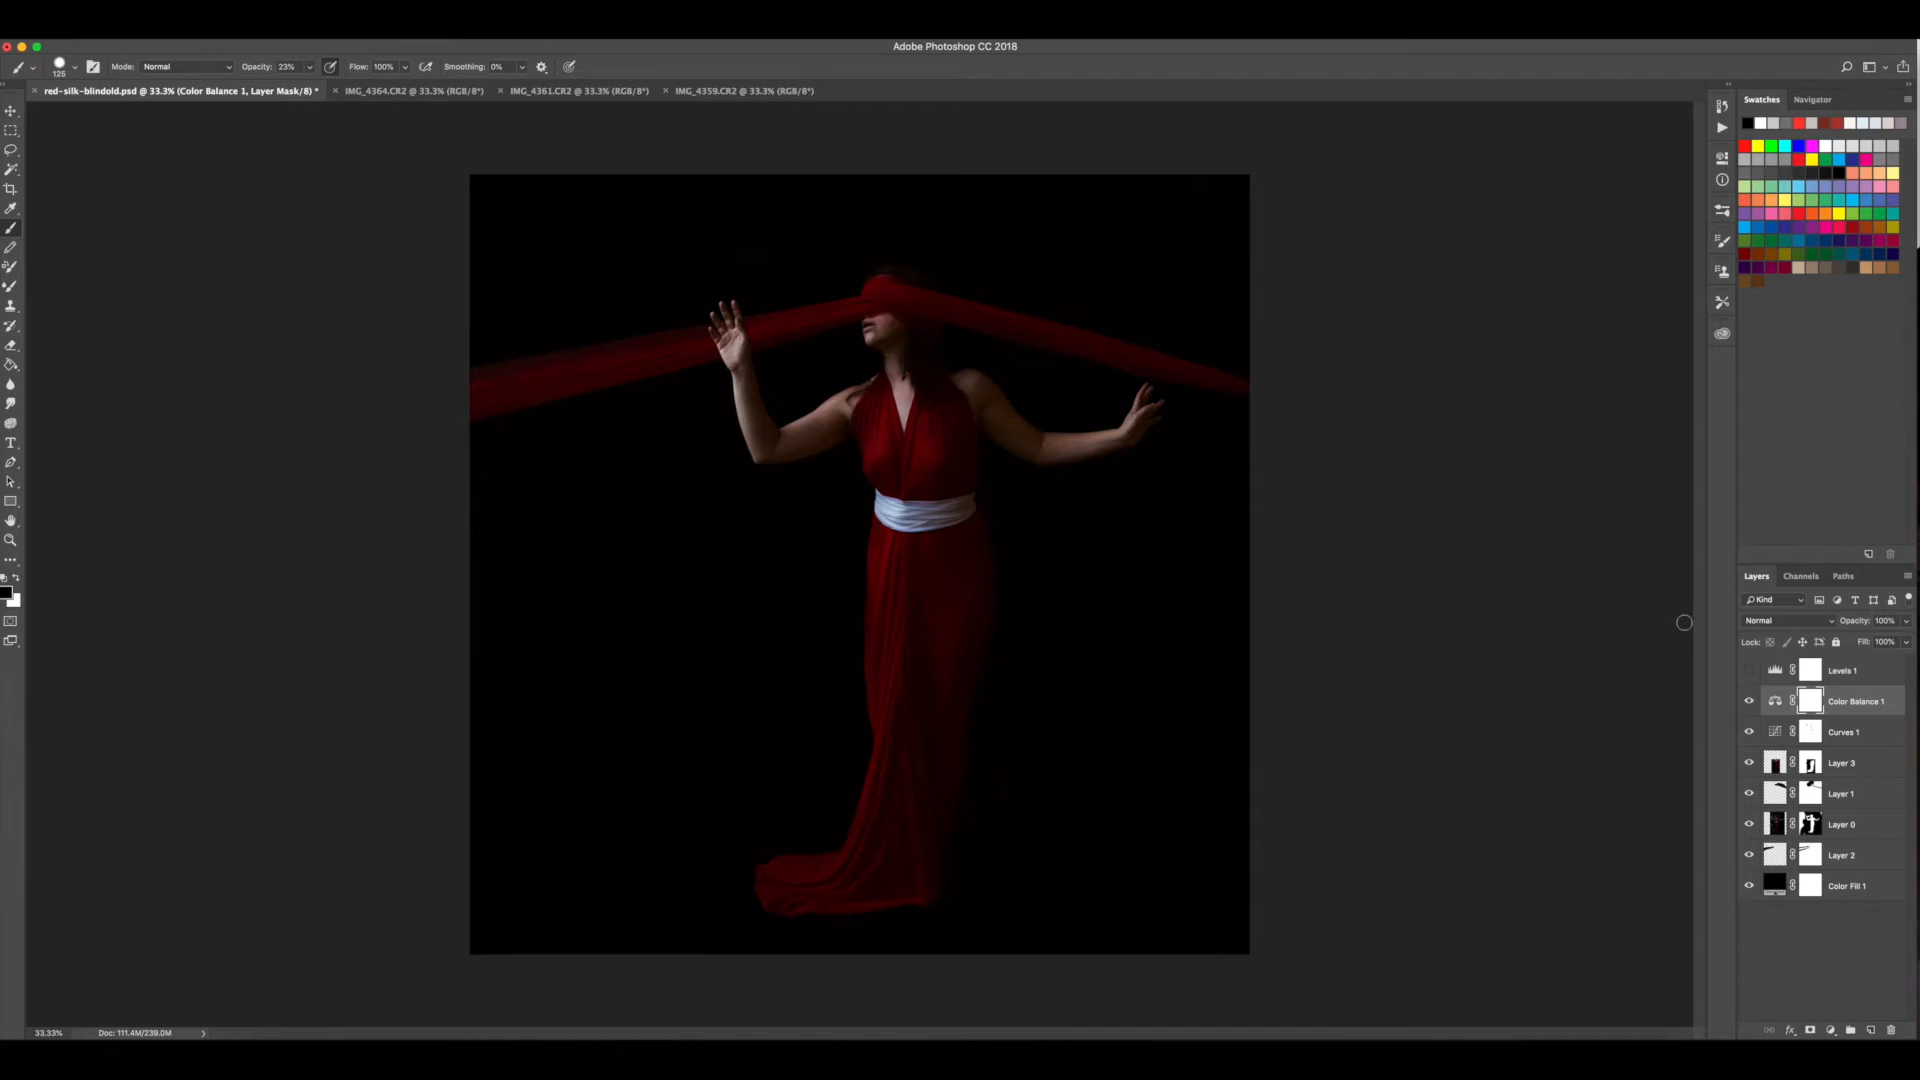 Adobe Photoshop CC 2018
125 Mode: Normal Opacity: 23% Flow: 100% Smoothing: 0%
× red-silk-blindold.psd @ 33.3% (Color Balance 1, Layer Mask/8) * × IMG_4364.CR2 @ 33.3% (RGB/8*) × IMG_4361.CR2 @ 33.3% (RGB/8*) × IMG_4359.CR2 @ 33.3% (RGB/8*)
Swatches Navigator
Layers Channels Paths
Kind
Normal Opacity: 100%
Lock: Fill: 100%
Levels 1
Color Balance 1
Curves 1
Layer 3
Layer 1
Layer 0
Layer 2
Color Fill 1
33.33% Doc: 111.4M/239.0M